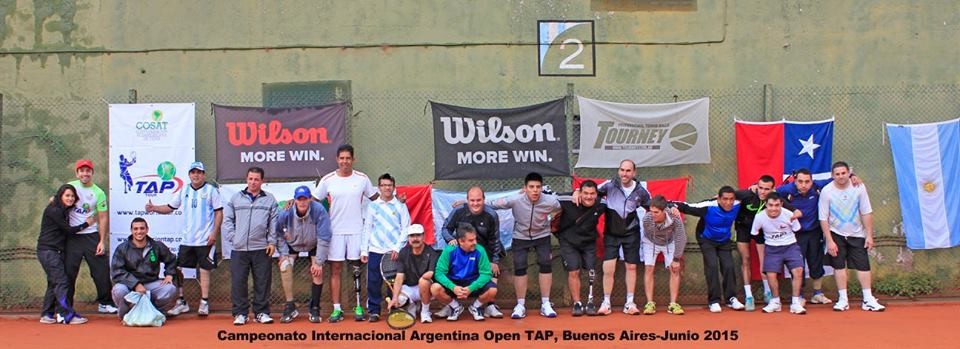 2
COSAT
TAP
www.tap
Wilson
MORE WIN.
Wilson.
MORE WIN.
TOURNEY
TAP
Campeonato Internacional Argentina Open TAP, Buenos Aires-Junio 2015